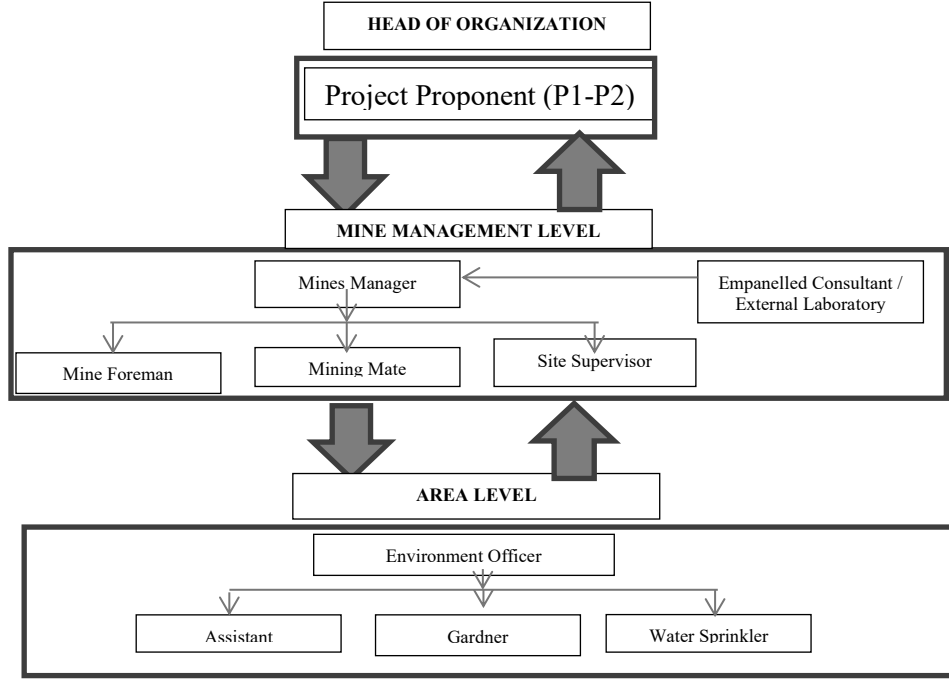 HEAD OF ORGANIZATION
Project Proponent (P1-P2)
MINE MANAGEMENT LEVEL
Mines Manager
Empanelled Consultant /
External Laboratory
Mine Foreman
Mining Mate
Site Supervisor
AREA LEVEL
Environment Officer
Assistant
Gardner
Water Sprinkler